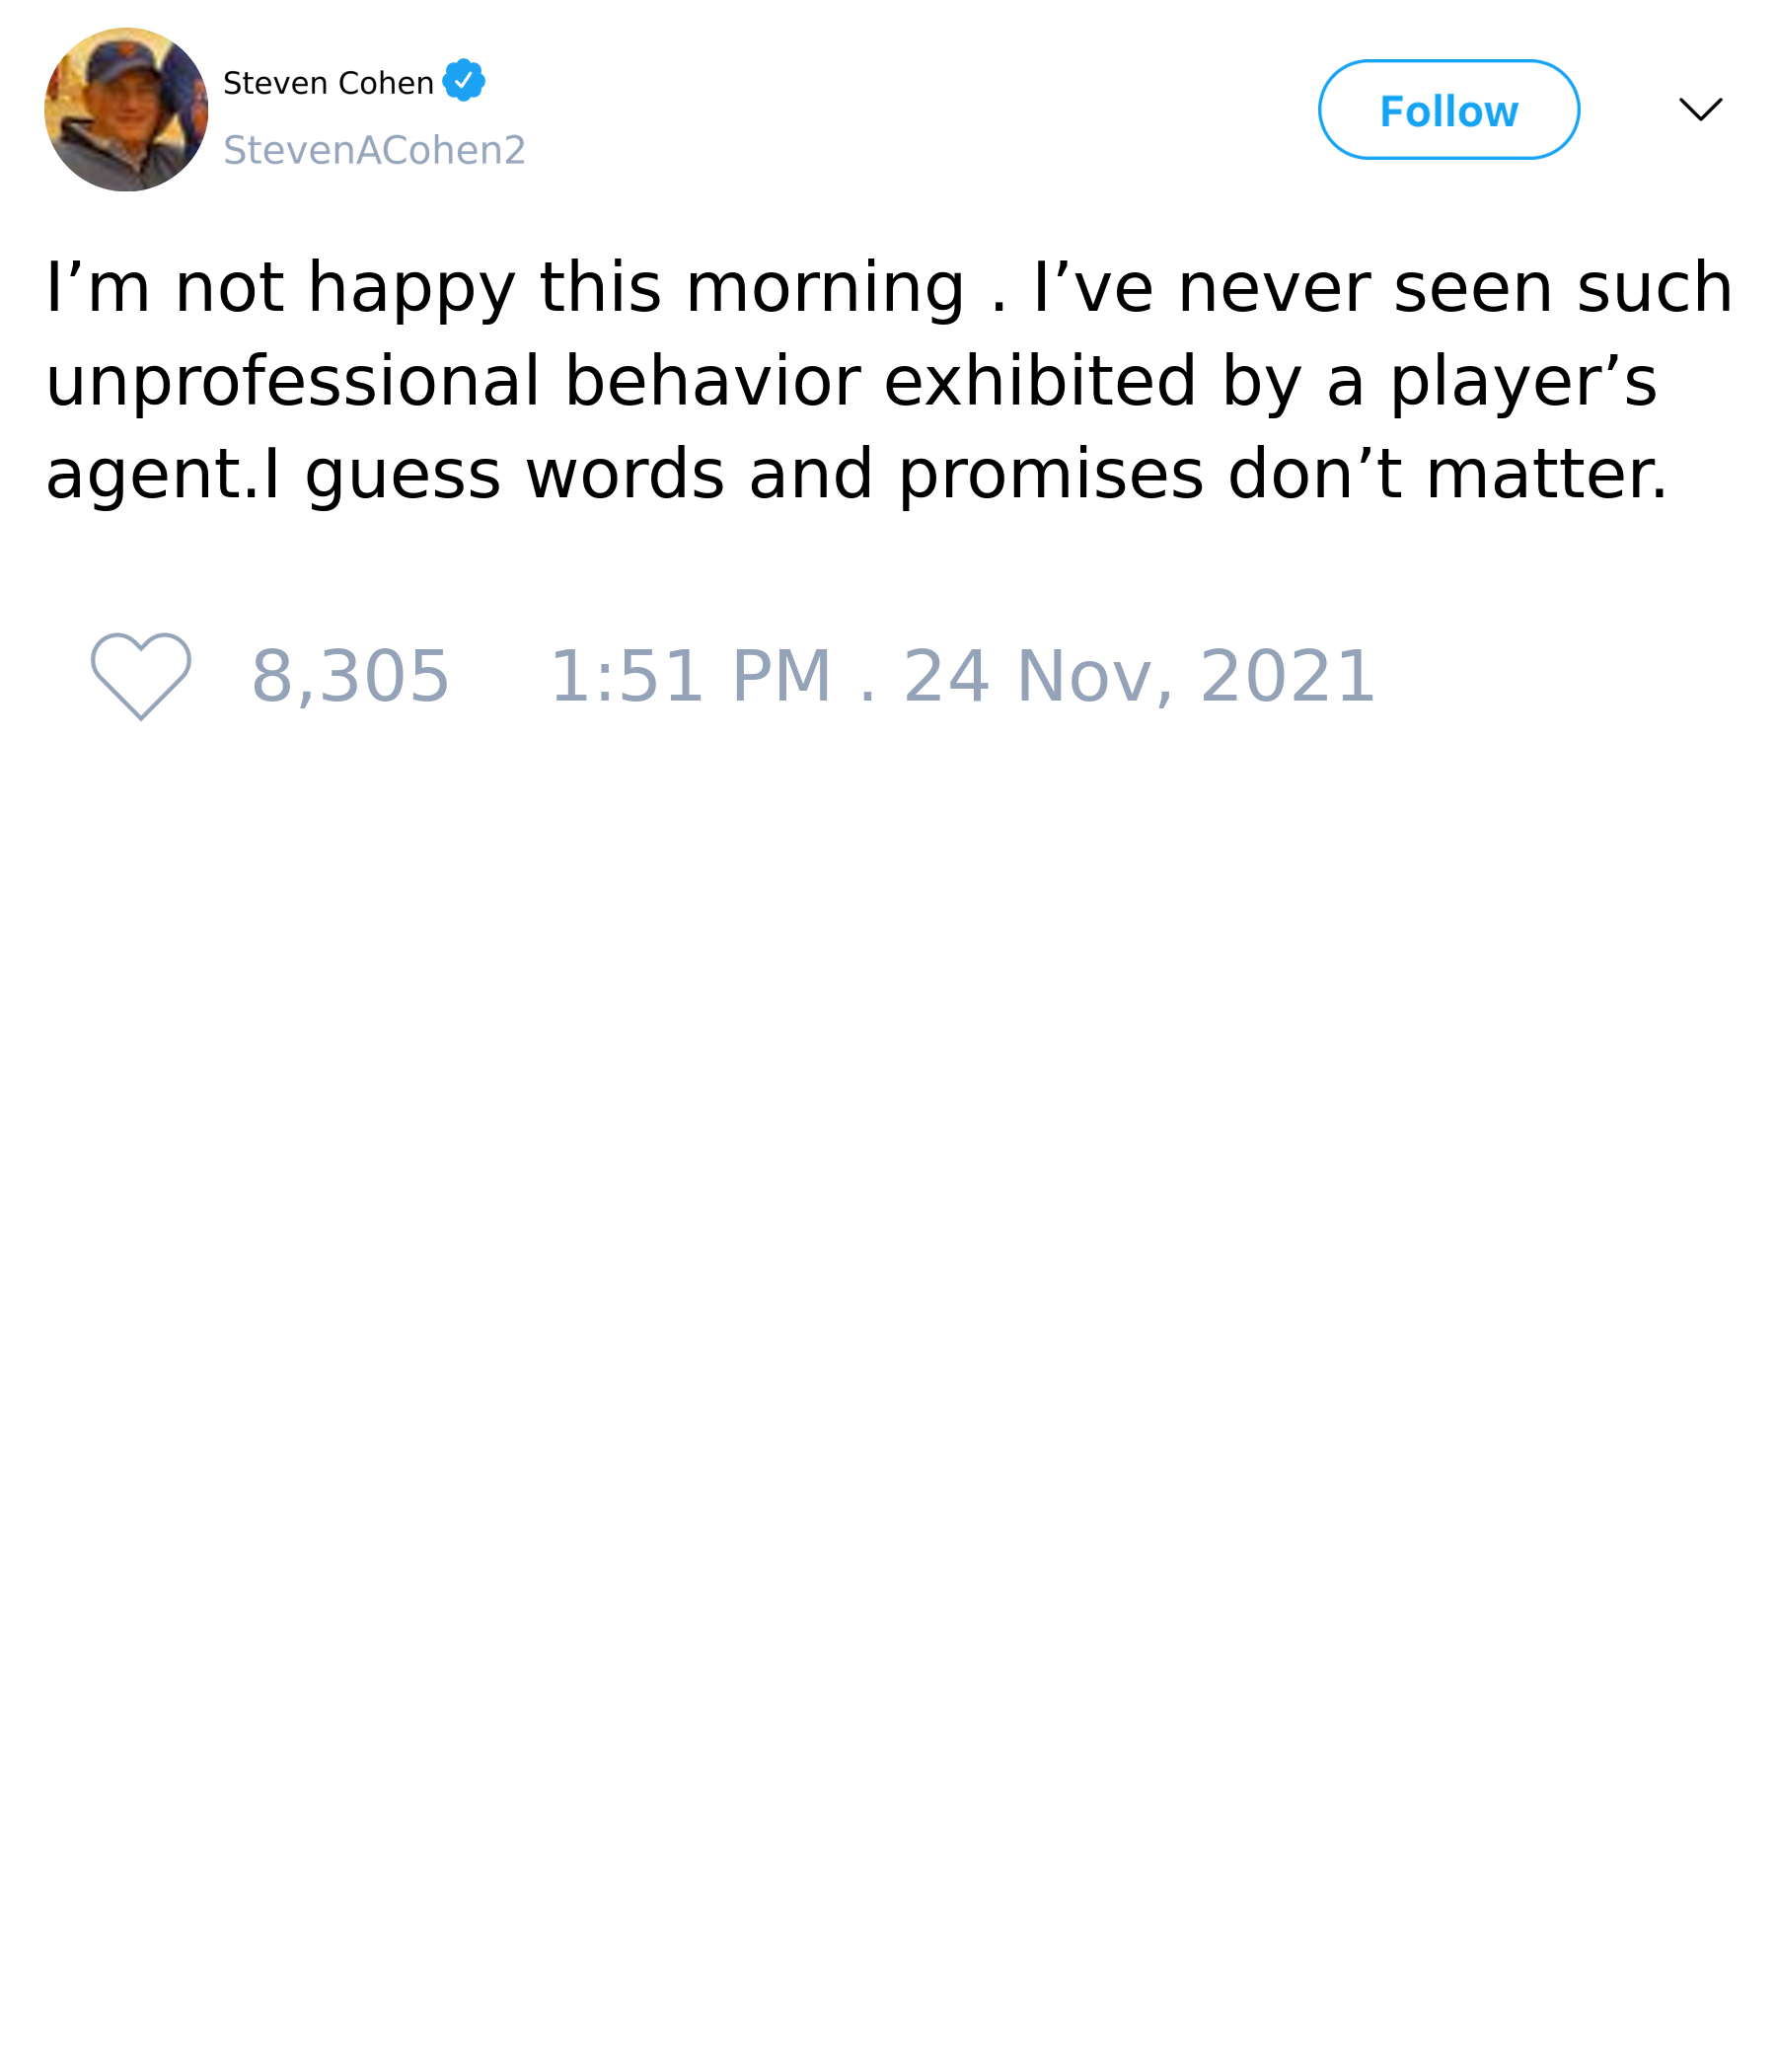 Steven Cohen
StevenACohen2
Follow
I’m not happy this morning . I’ve never seen such
unprofessional behavior exhibited by a player’s
agent.I guess words and promises don’t matter.
8,305 1:51 PM . 24 Nov, 2021